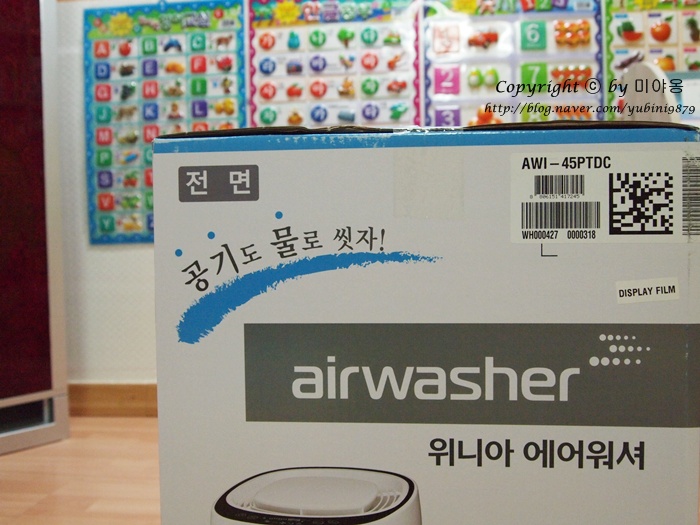 Copyright © by 미야옹
http://blog.naver.com/yubini9879
전 면
AWI-45PTDC
WH000427 0000318
공기도 물로 씻자!
DISPLAY FILM
airwasher
위니아 에어워셔